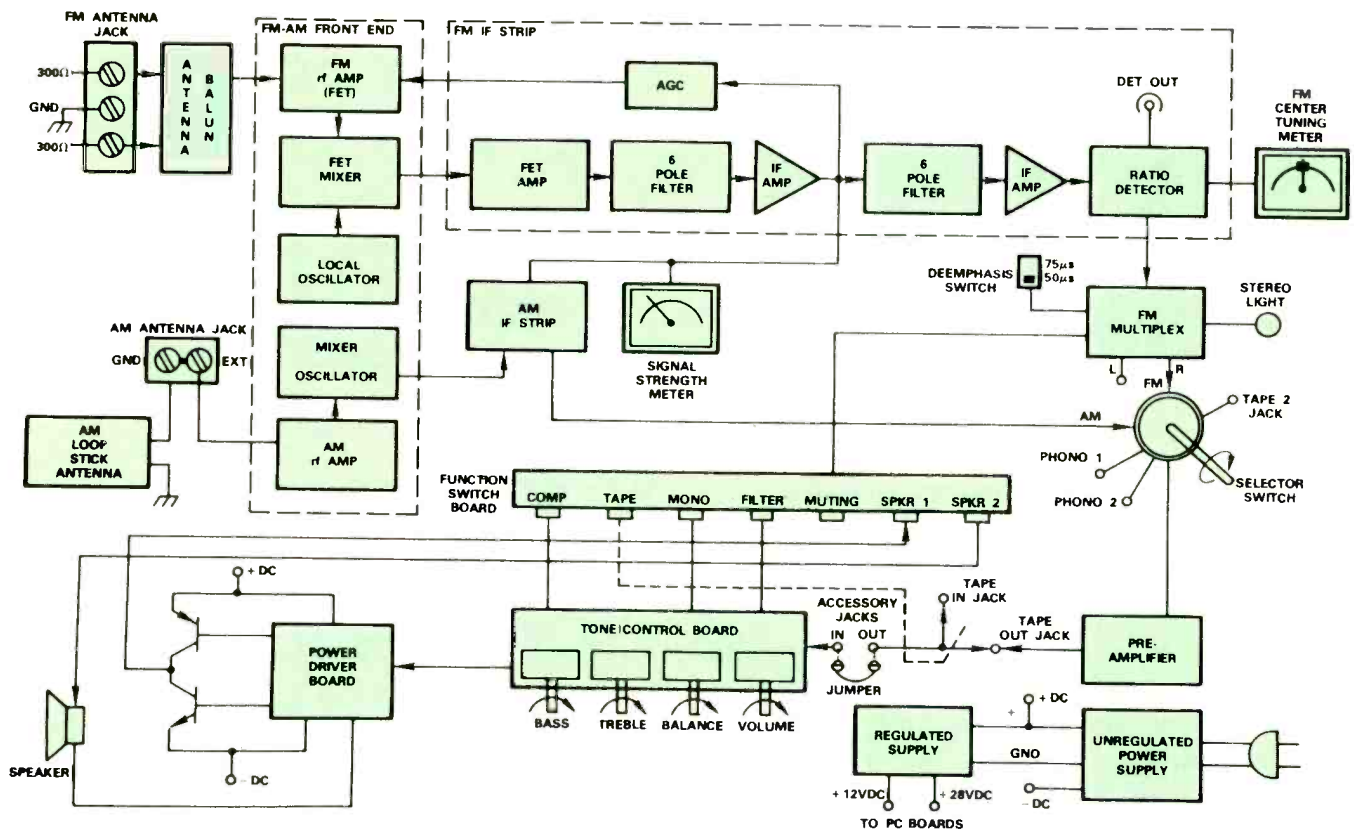 FM ANTENNA
JACK
300Ω
GND
300Ω
ANTENNA
BALUN
FM-AM FRONT END
FM
rf AMP
(FET)
FET
MIXER
LOCAL
OSCILLATOR
MIXER
OSCILLATOR
AM
rf AMP
FM IF STRIP
AGC
FET
AMP
6
POLE
FILTER
IF
AMP
6
POLE
FILTER
IF
AMP
DET OUT
RATIO
DETECTOR
FM
CENTER
TUNING
METER
AM ANTENNA JACK
GND
EXT
AM
LOOP
STICK
ANTENNA
AM
IF STRIP
SIGNAL
STRENGTH
METER
DEEMPHASIS
SWITCH
75µs
50µs
FM
MULTIPLEX
STEREO
LIGHT
L
R
FM
AM
TAPE 2
JACK
PHONO 1
PHONO 2
SELECTOR
SWITCH
FUNCTION
SWITCH
BOARD
COMP
TAPE
MONO
FILTER
MUTING
SPKR 1
SPKR 2
+ DC
POWER
DRIVER
BOARD
- DC
SPEAKER
TONE CONTROL BOARD
BASS
TREBLE
BALANCE
VOLUME
ACCESSORY
JACKS
IN
OUT
JUMPER
TAPE
IN JACK
TAPE
OUT JACK
PRE-
AMPLIFIER
REGULATED
SUPPLY
+
+ DC
GNO
- DC
UNREGULATED
POWER
SUPPLY
+ 12VDC
+ 28VDC
TO PC BOARDS